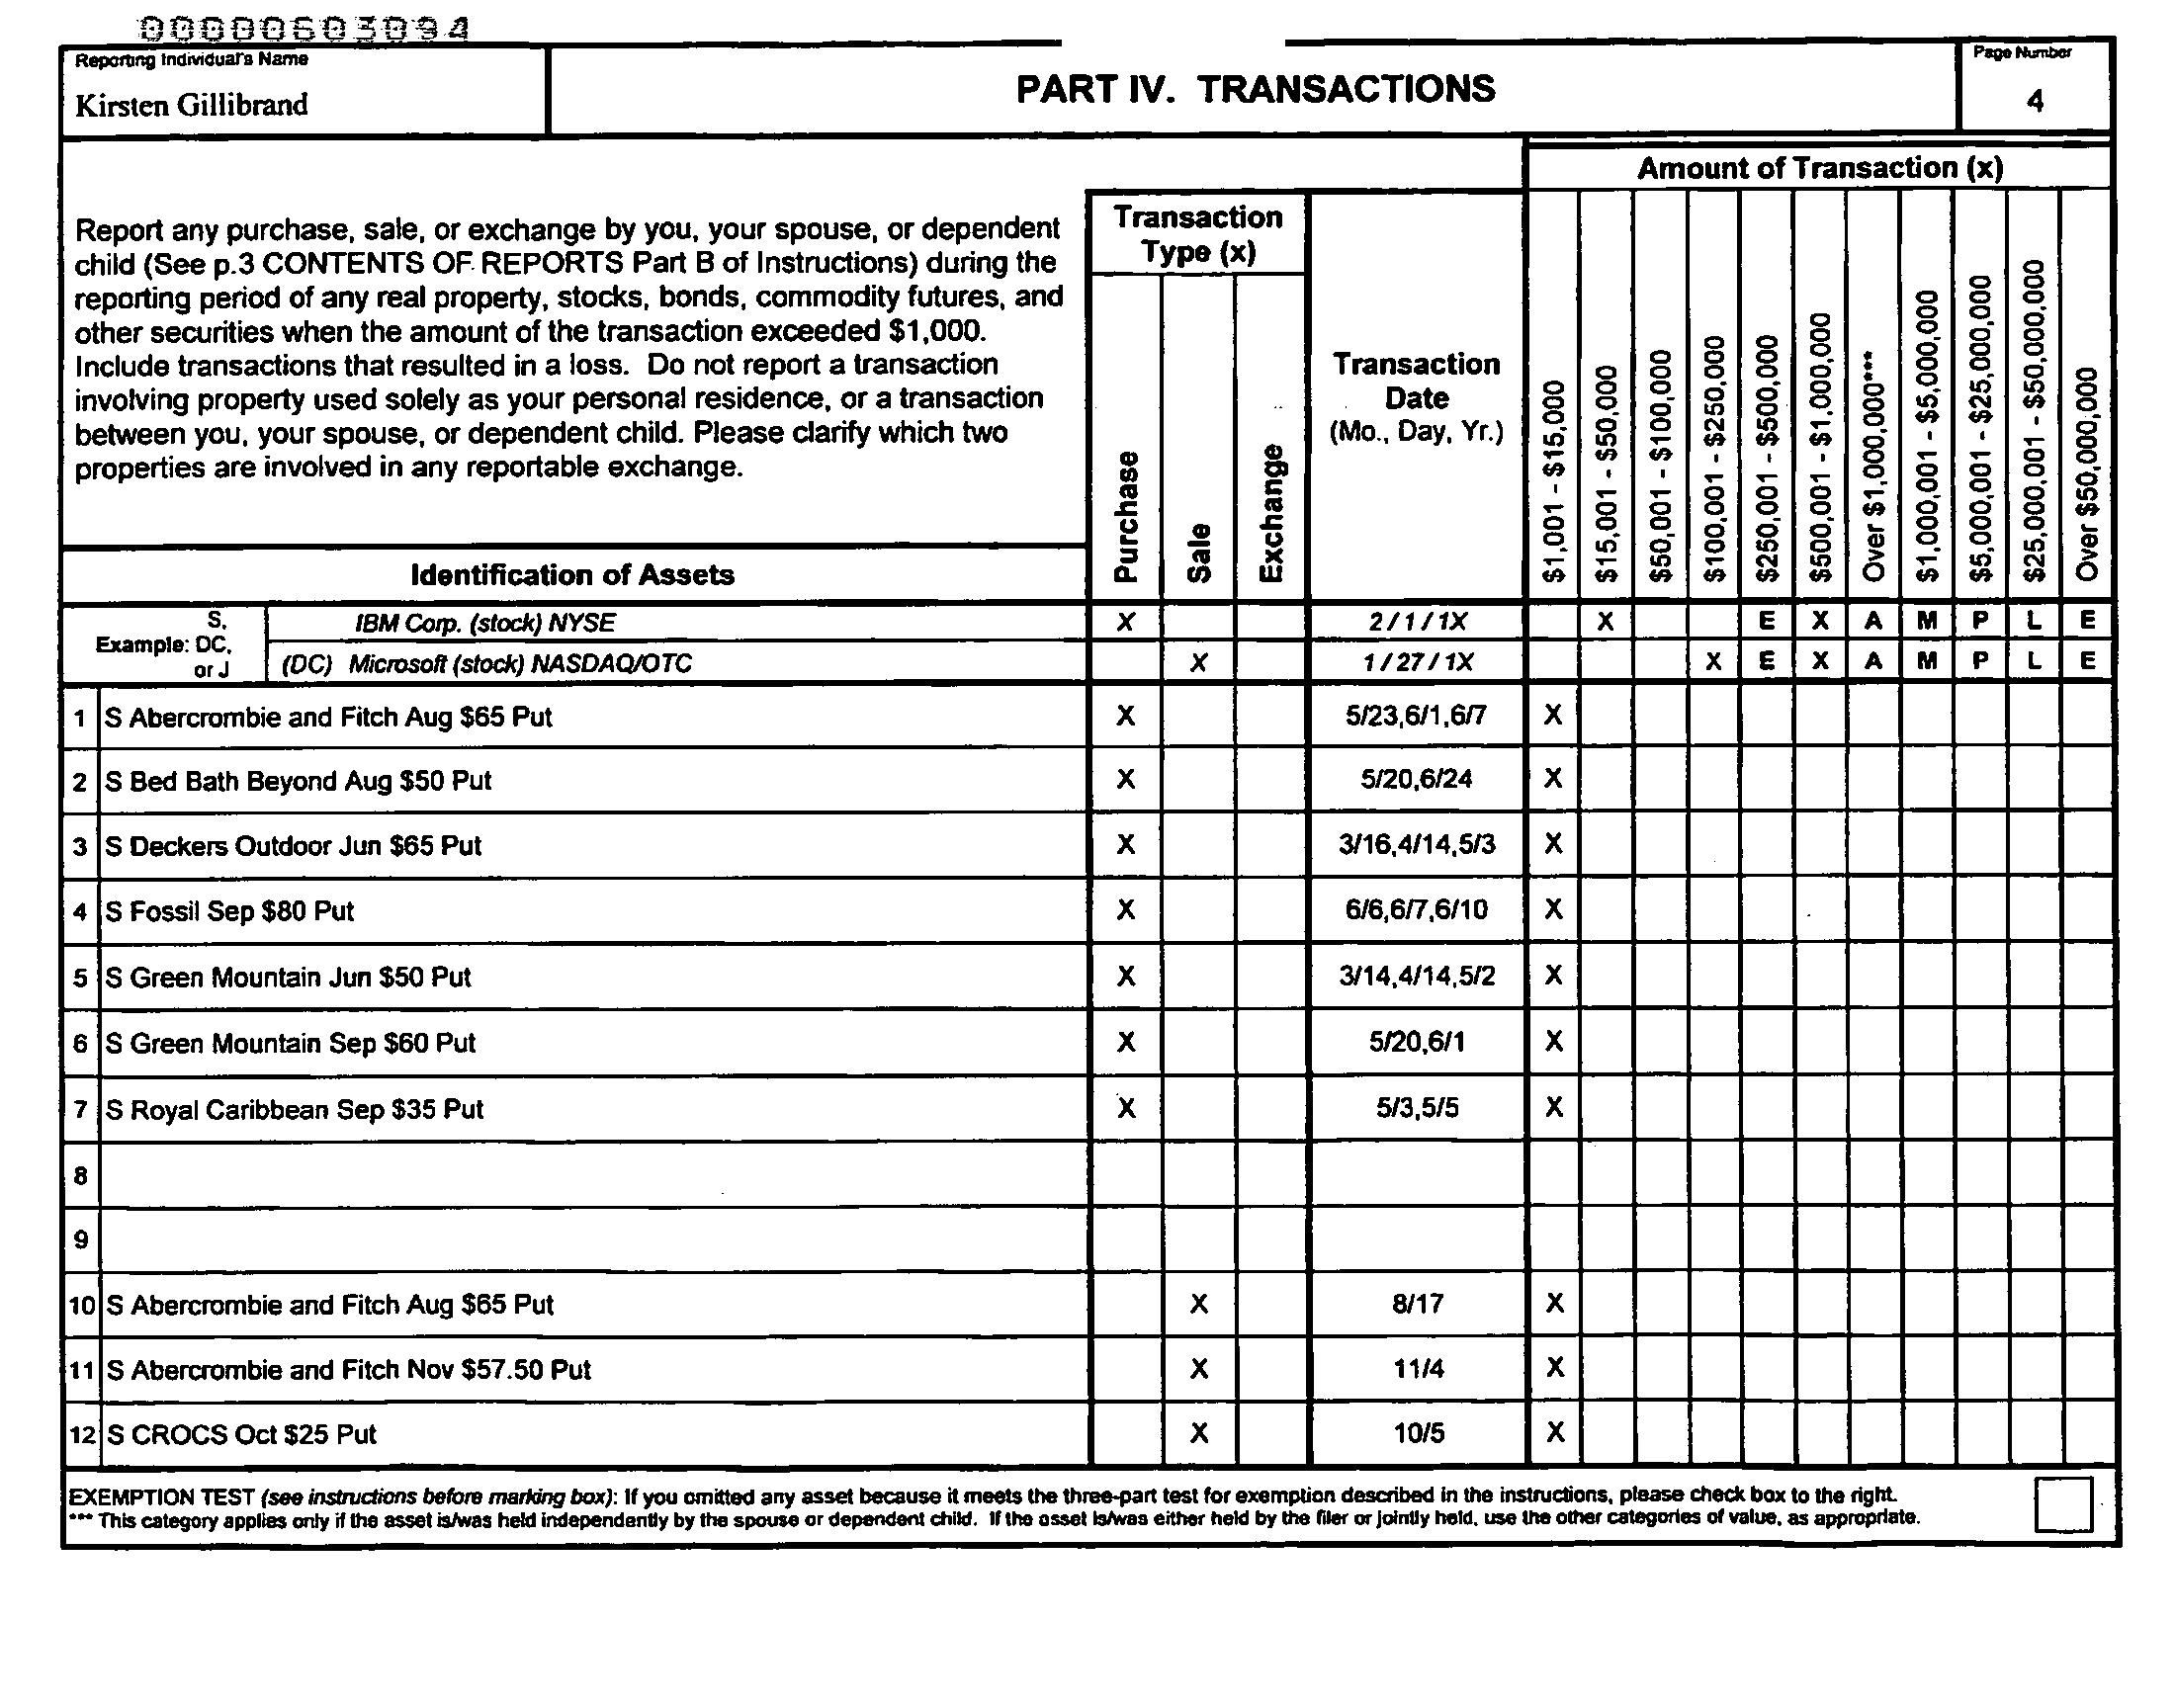 00000603094
Reporting Individual's Name
Kirsten Gillibrand
PART IV. TRANSACTIONS
Page Number
4
Report any purchase, sale, or exchange by you, your spouse, or dependent
child (See p.3 CONTENTS OF REPORTS Part B of Instructions) during the
reporting period of any real property, stocks, bonds, commodity futures, and
other securities when the amount of the transaction exceeded $1,000.
Include transactions that resulted in a loss. Do not report a transaction
involving property used solely as your personal residence, or a transaction
between you, your spouse, or dependent child. Please clarify which two
properties are involved in any reportable exchange.
Identification of Assets
Transaction
Type (x)
Purchase
Sale
Exchange
Transaction
Date
(Mo., Day, Yr.)
Amount of Transaction (x)
$1,001 - $15,000
$15,001 - $50,000
$50,001 - $100,000
$100,001 - $250,000
$250,001 - $500,000
$500,001 - $1,000,000
Over $1,000,000***
$1,000,001 - $5,000,000
$5,000,001 - $25,000,000
$25,000,001 - $50,000,000
Over $50,000,000
Example: S, DC, or J
IBM Corp. (stock) NYSE X 2 / 1 / 1X X E X A M P L E
(DC) Microsoft (stock) NASDAQ/OTC X 1 / 27 / 1X X E X A M P L E
1 S Abercrombie and Fitch Aug $65 Put X 5/23,6/1,6/7 X
2 S Bed Bath Beyond Aug $50 Put X 5/20,6/24 X
3 S Deckers Outdoor Jun $65 Put X 3/16,4/14,5/3 X
4 S Fossil Sep $80 Put X 6/6,6/7,6/10 X
5 S Green Mountain Jun $50 Put X 3/14,4/14,5/2 X
6 S Green Mountain Sep $60 Put X 5/20,6/1 X
7 S Royal Caribbean Sep $35 Put X 5/3,5/5 X
8
9
10 S Abercrombie and Fitch Aug $65 Put X 8/17 X
11 S Abercrombie and Fitch Nov $57.50 Put X 11/4 X
12 S CROCS Oct $25 Put X 10/5 X
EXEMPTION TEST (see instructions before marking box): If you omitted any asset because it meets the three-part test for exemption described in the instructions, please check box to the right.
*** This category applies only if the asset is/was held independently by the spouse or dependent child. If the asset is/was either held by the filer or jointly held, use the other categories of value, as appropriate.